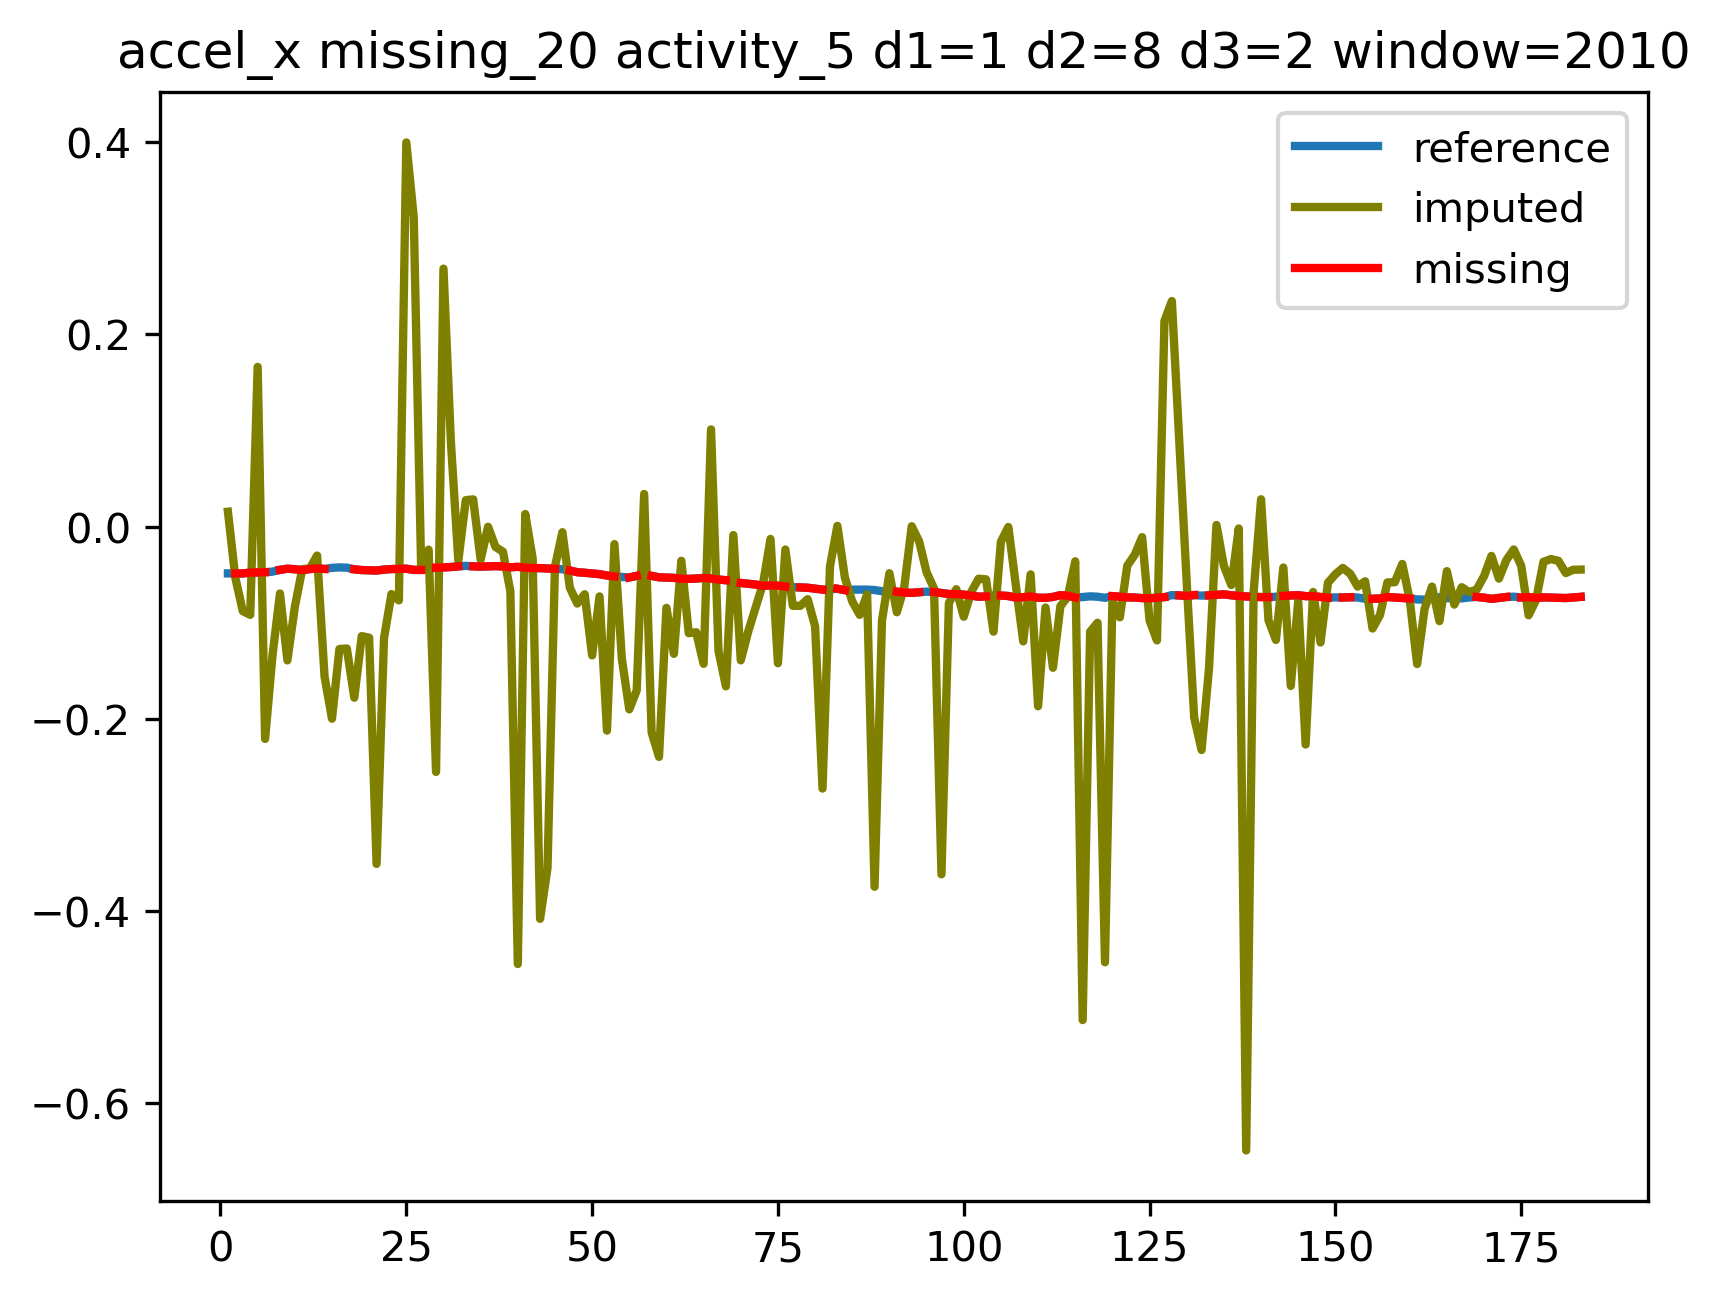 accel_x missing_20 activity_5 d1=1 d2=8 d3=2 window=2010
reference
imputed
missing
0.4
0.2
0.0
−0.2
−0.4
−0.6
0 25 50 75 100 125 150 175